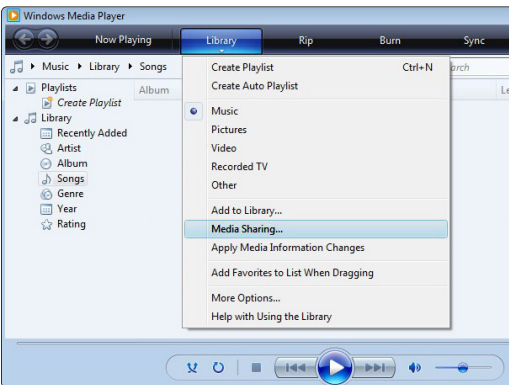 Windows Media Player
Now Playing
Library
Rip
Burn
Sync
Music
Library
Songs
Playlists
Create Playlist
Library
Recently Added
Artist
Album
Songs
Genre
Year
Rating
Album
Create Playlist Ctrl+N
Create Auto Playlist
Music
Pictures
Video
Recorded TV
Other
Add to Library...
Media Sharing...
Apply Media Information Changes
Add Favorites to List When Dragging
More Options...
Help with Using the Library